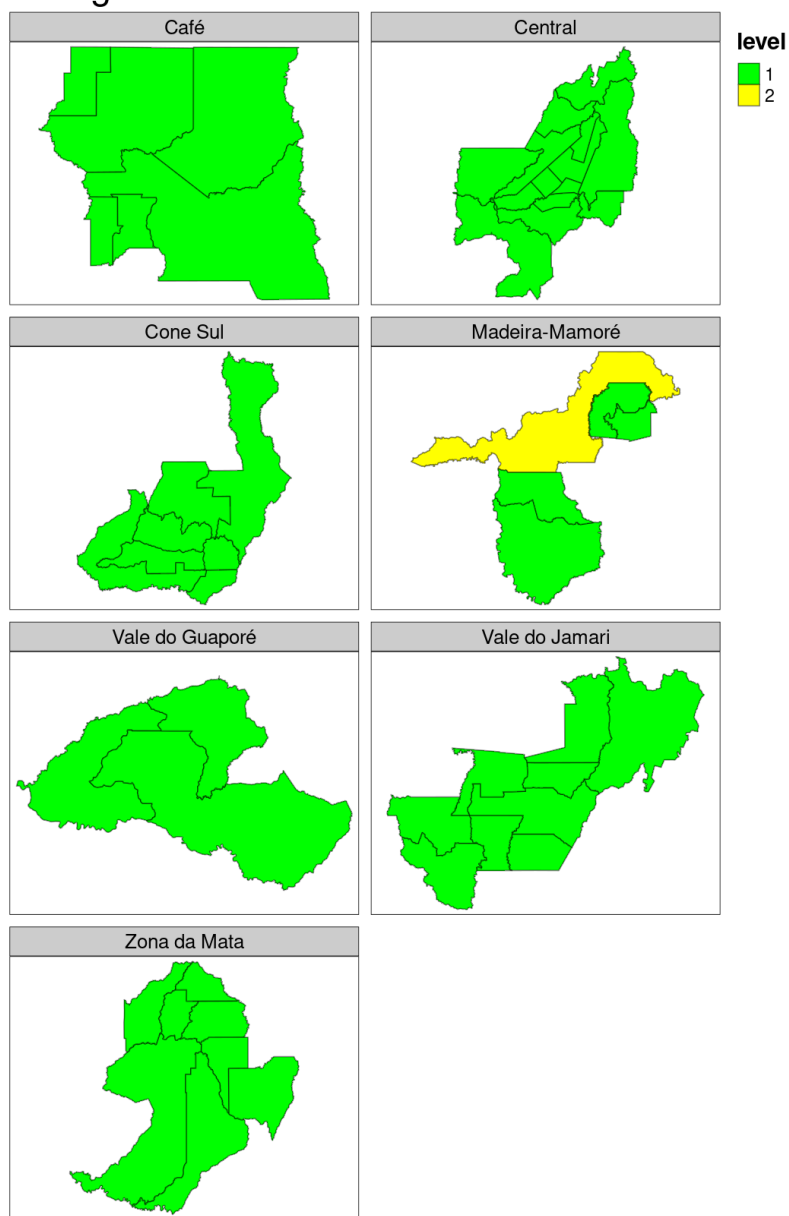 Café
Central
level
1
2
Cone Sul
Madeira-Mamoré
Vale do Guaporé
Vale do Jamari
Zona da Mata